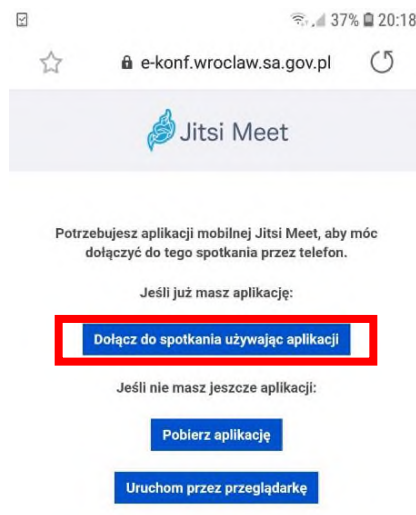 37% 20:18
e-konf.wroclaw.sa.gov.pl
Jitsi Meet
Potrzebujesz aplikacji mobilnej Jitsi Meet, aby móc
dołączyć do tego spotkania przez telefon.
Jeśli już masz aplikację:
Dołącz do spotkania używając aplikacji
Jeśli nie masz jeszcze aplikacji:
Pobierz aplikację
Uruchom przez przeglądarkę